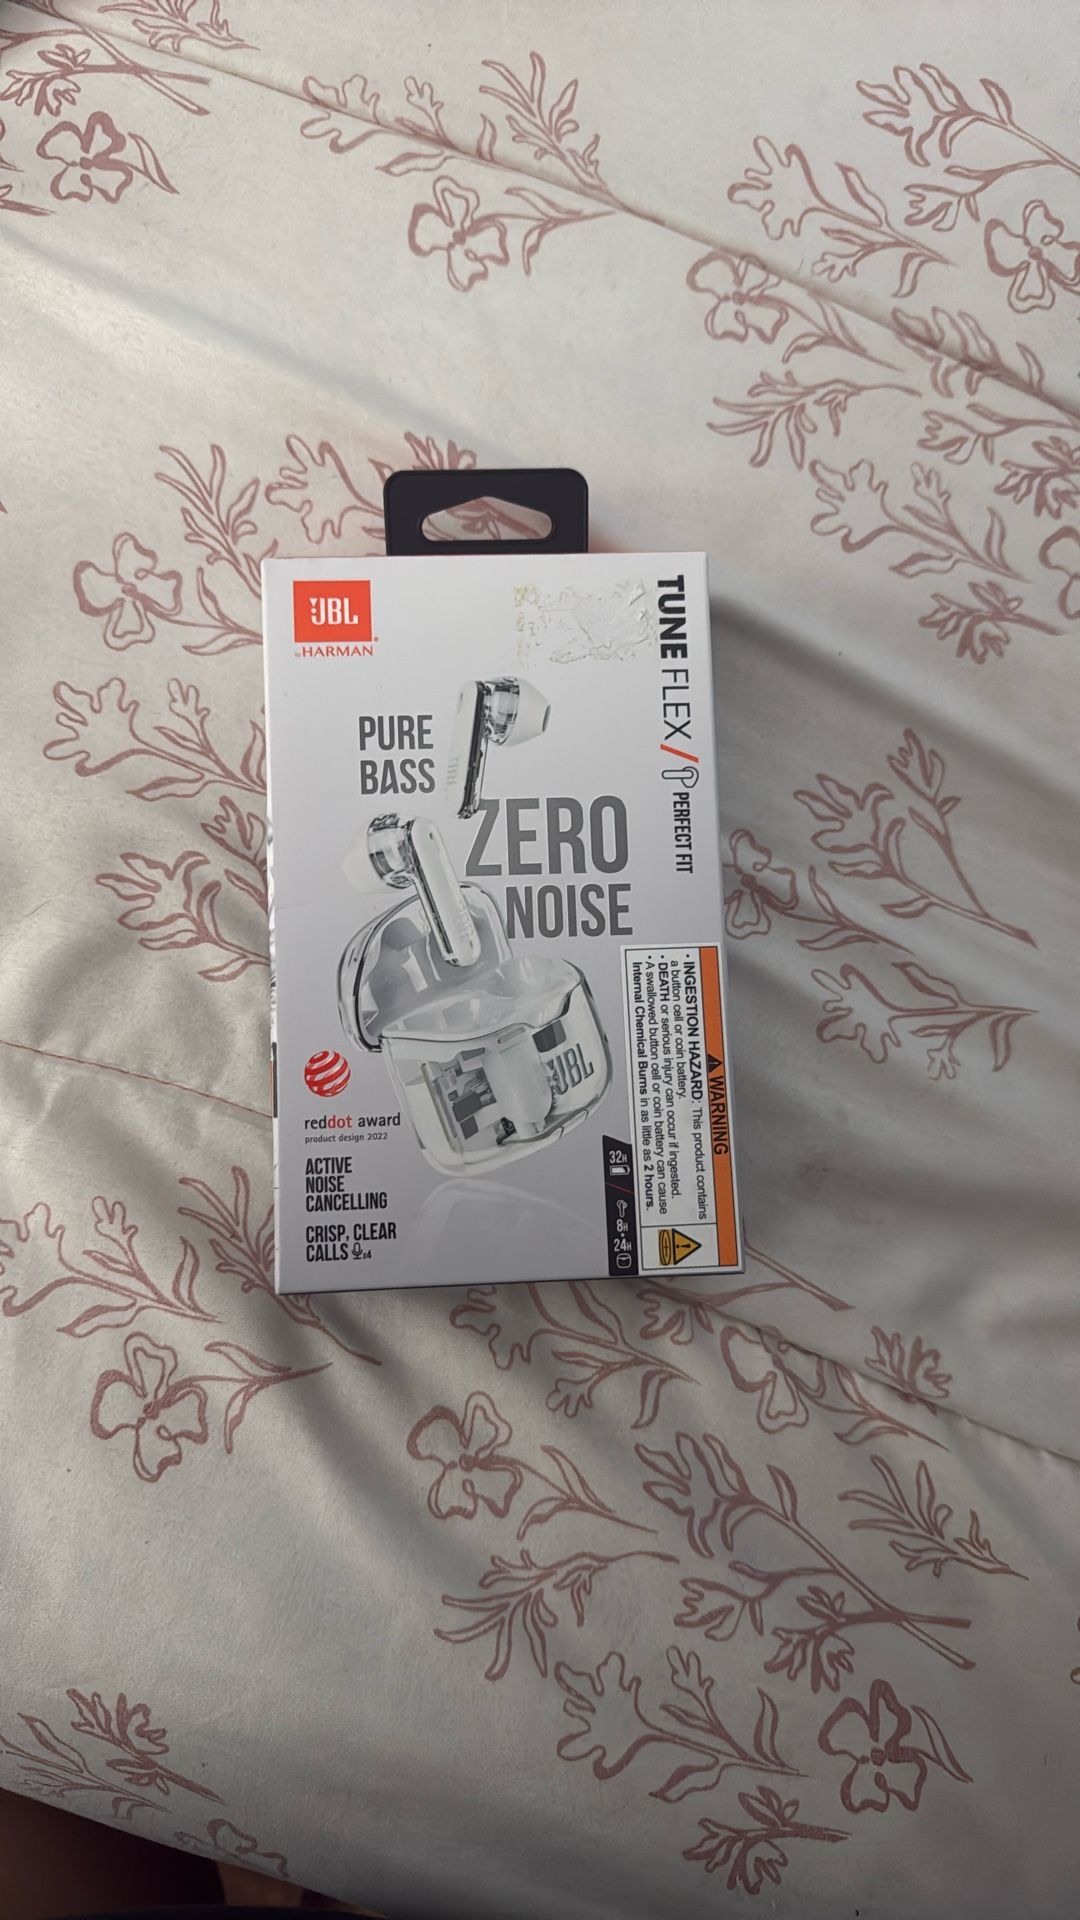 JBL
by HARMAN
TUNE FLEX / PERFECT FIT
PURE
BASS
ZERO
NOISE
JBL
reddot award
product design 2022
ACTIVE
NOISE
CANCELLING
CRISP, CLEAR
CALLS x4
32H
8H+
24H
WARNING
• INGESTION HAZARD: This product contains
a button cell or coin battery.
• DEATH or serious injury can occur if ingested.
• A swallowed button cell or coin battery can cause
Internal Chemical Burns in as little as 2 hours.